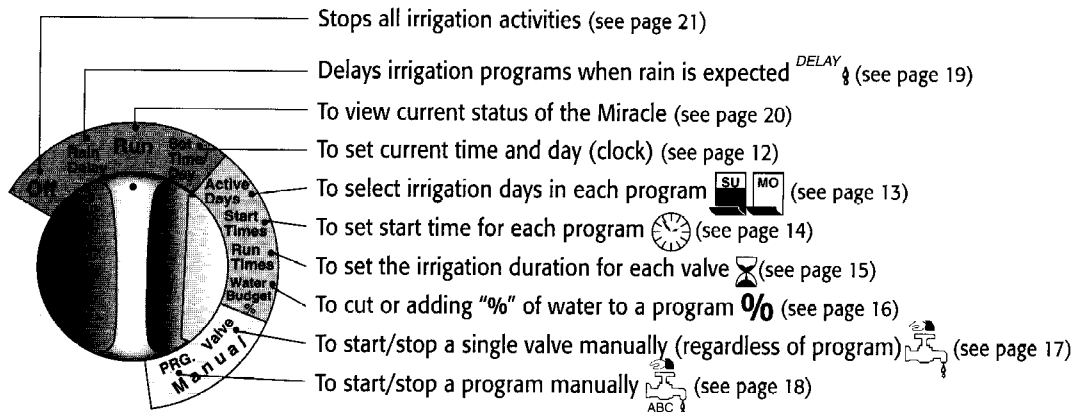 Stops all irrigation activities (see page 21)
Delays irrigation programs when rain is expected DELAY (see page 19)
To view current status of the Miracle (see page 20)
To set current time and day (clock) (see page 12)
To select irrigation days in each program SU MO (see page 13)
To set start time for each program (see page 14)
To set the irrigation duration for each valve (see page 15)
To cut or adding "%" of water to a program % (see page 16)
To start/stop a single valve manually (regardless of program) (see page 17)
To start/stop a program manually ABC (see page 18)
Off
Rain
Delay
Run
Set
Time/
Day
Active
Days
Start
Times
Run
Times
Water
Budget
%
PRG. Valve
Manual